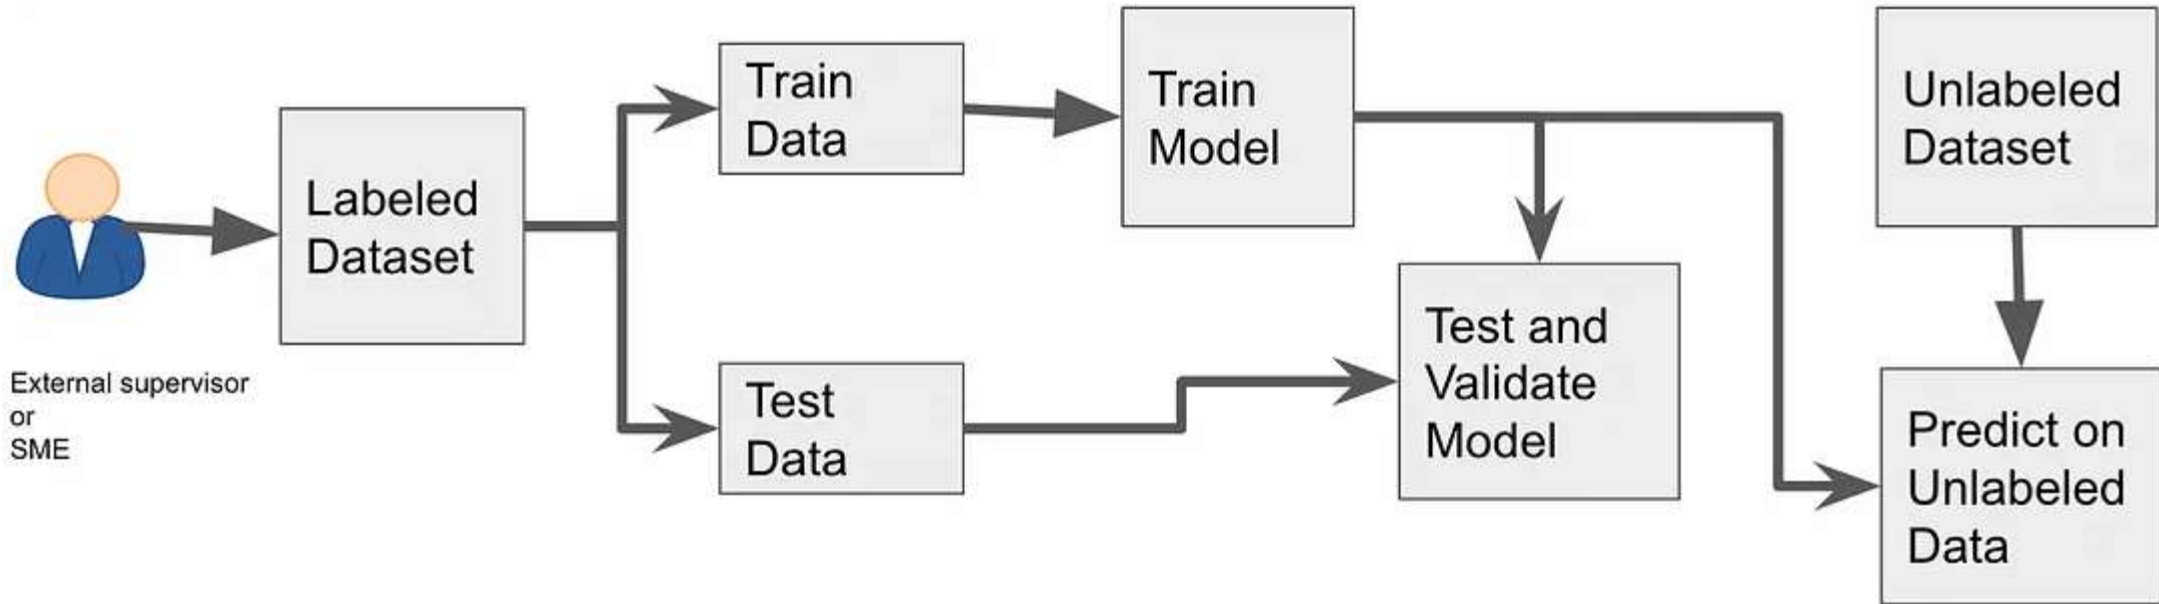 External supervisor
or
SME
Labeled
Dataset
Train
Data
Test
Data
Train
Model
Test and
Validate
Model
Unlabeled
Dataset
Predict on
Unlabeled
Data